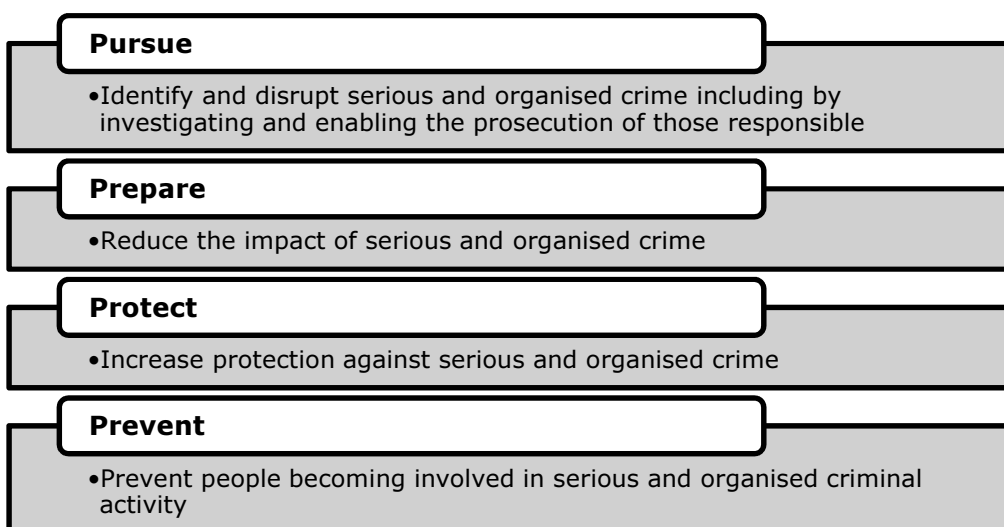 Pursue
•Identify and disrupt serious and organised crime including by
investigating and enabling the prosecution of those responsible
Prepare
•Reduce the impact of serious and organised crime
Protect
•Increase protection against serious and organised crime
Prevent
•Prevent people becoming involved in serious and organised criminal
activity